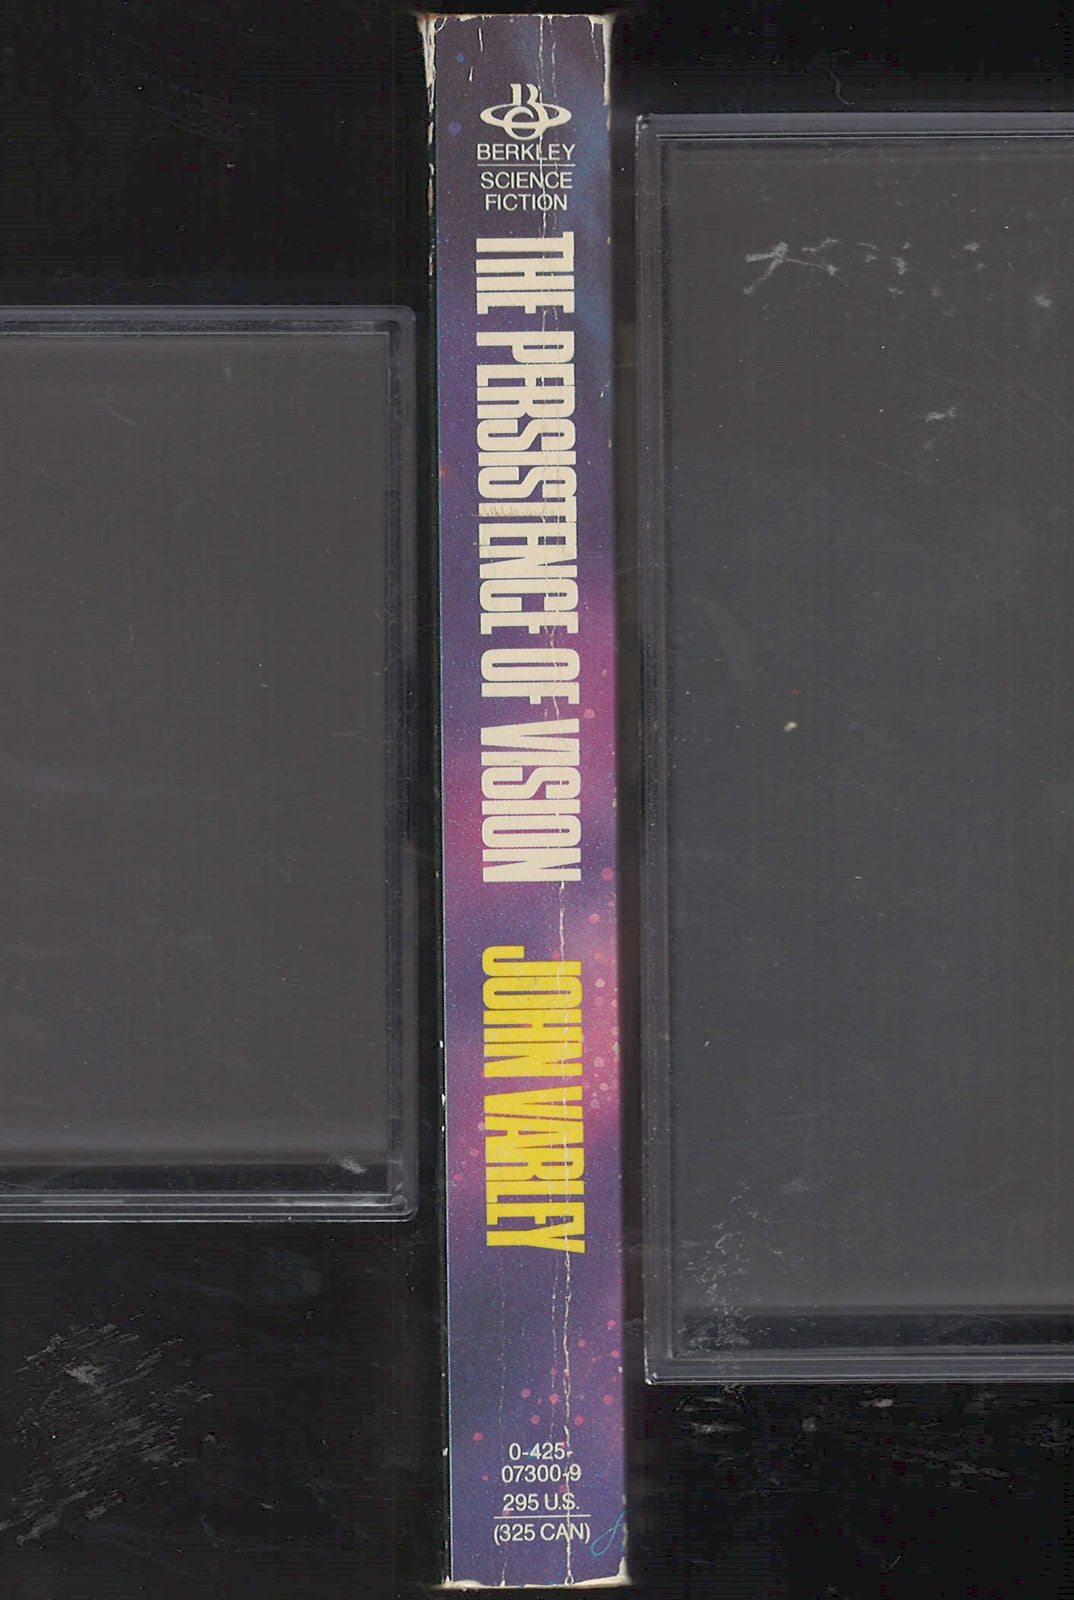 BERKLEY
SCIENCE
FICTION
THE PERSISTENCE OF VISION
JOHN VARLEY
0-425-
07300-9
295 U.S.
(325 CAN)